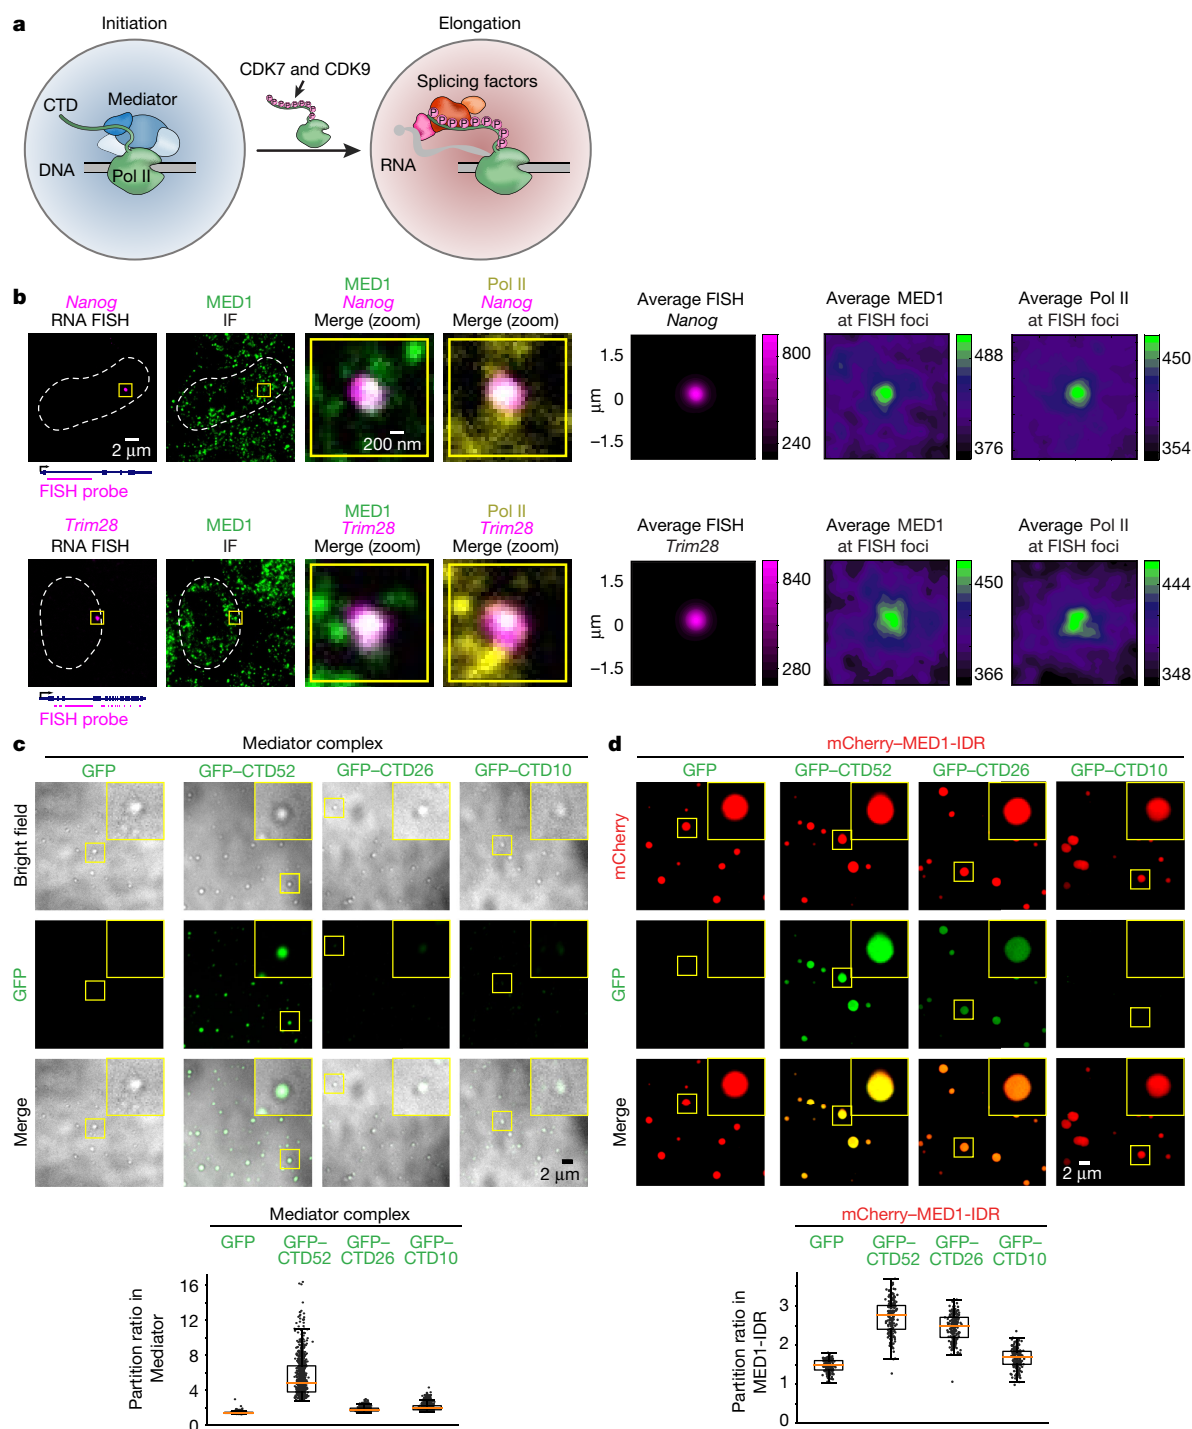 a
Initiation
Elongation
CDK7 and CDK9
CTD
Mediator
DNA
Pol II
Splicing factors
P P P P P P P P
RNA
b
Nanog
RNA FISH
MED1
IF
MED1
Nanog
Merge (zoom)
Pol II
Nanog
Merge (zoom)
Average FISH
Nanog
Average MED1
at FISH foci
Average Pol II
at FISH foci
2 μm
200 nm
FISH probe
μm
1.5
0
−1.5
800
240
488
376
450
354
Trim28
RNA FISH
MED1
IF
MED1
Trim28
Merge (zoom)
Pol II
Trim28
Merge (zoom)
Average FISH
Trim28
Average MED1
at FISH foci
Average Pol II
at FISH foci
FISH probe
μm
1.5
0
−1.5
840
280
450
366
444
348
c
Mediator complex
GFP
GFP–CTD52
GFP–CTD26
GFP–CTD10
Bright field
GFP
Merge
2 μm
Mediator complex
GFP
GFP–
CTD52
GFP–
CTD26
GFP–
CTD10
Partition ratio in
Mediator
16
12
8
4
0
d
mCherry–MED1-IDR
GFP
GFP–CTD52
GFP–CTD26
GFP–CTD10
mCherry
GFP
Merge
2 μm
mCherry–MED1-IDR
GFP
GFP–
CTD52
GFP–
CTD26
GFP–
CTD10
Partition ratio in
MED1-IDR
3
2
1
0